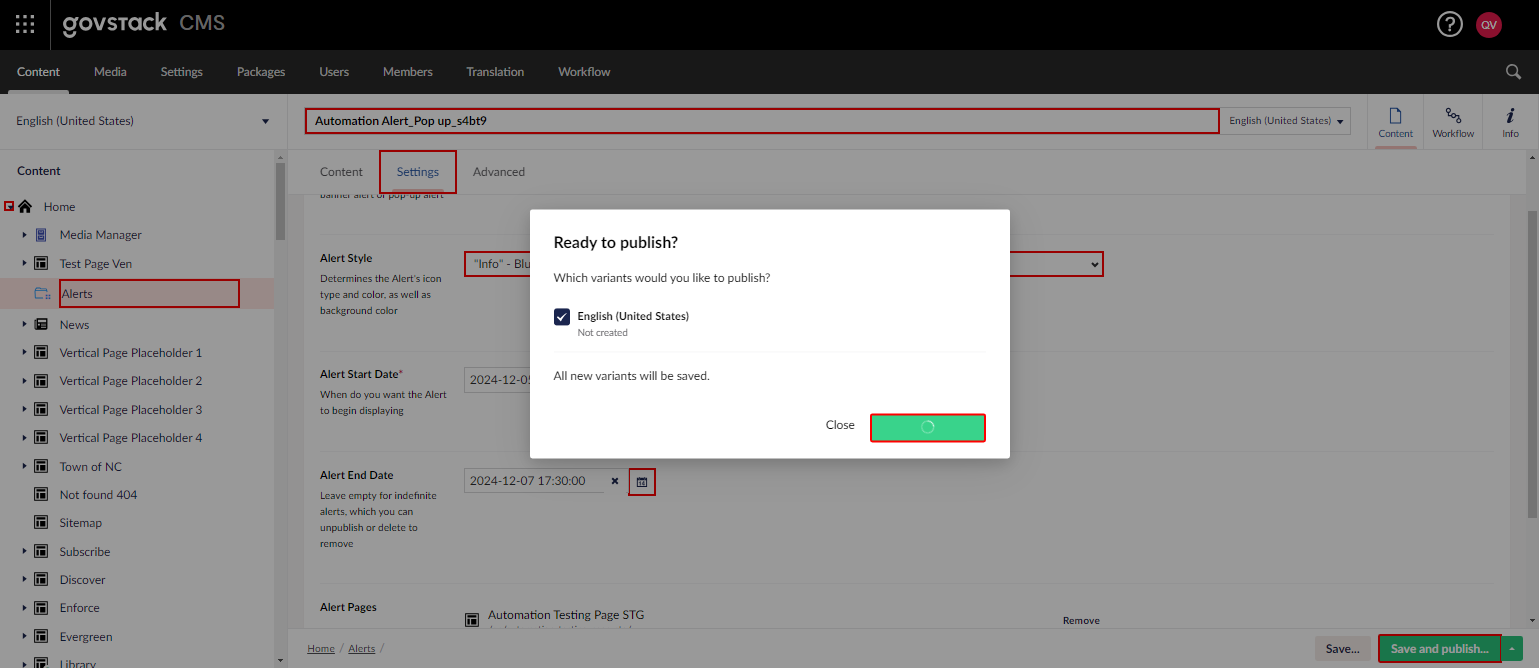 govstack CMS
QV
Content Media Settings Packages Users Members Translation Workflow
English (United States)
Automation Alert_Pop up_s4bt9
English (United States)
Content
Workflow
Info
Content
Home
Media Manager
Test Page Ven
Alerts
News
Vertical Page Placeholder 1
Vertical Page Placeholder 2
Vertical Page Placeholder 3
Vertical Page Placeholder 4
Town of NC
Not found 404
Sitemap
Subscribe
Discover
Enforce
Evergreen
Library
Content Settings Advanced
banner alert or pop-up alert
Alert Style
Determines the Alert's icon
type and color, as well as
background color
"Info" - Blu
Alert Start Date*
When do you want the Alert
to begin displaying
2024-12-05
Alert End Date
Leave empty for indefinite
alerts, which you can
unpublish or delete to
remove
2024-12-07 17:30:00
Alert Pages
Automation Testing Page STG
Remove
Ready to publish?
Which variants would you like to publish?
English (United States)
Not created
All new variants will be saved.
Close
Home / Alerts /
Save...
Save and publish...